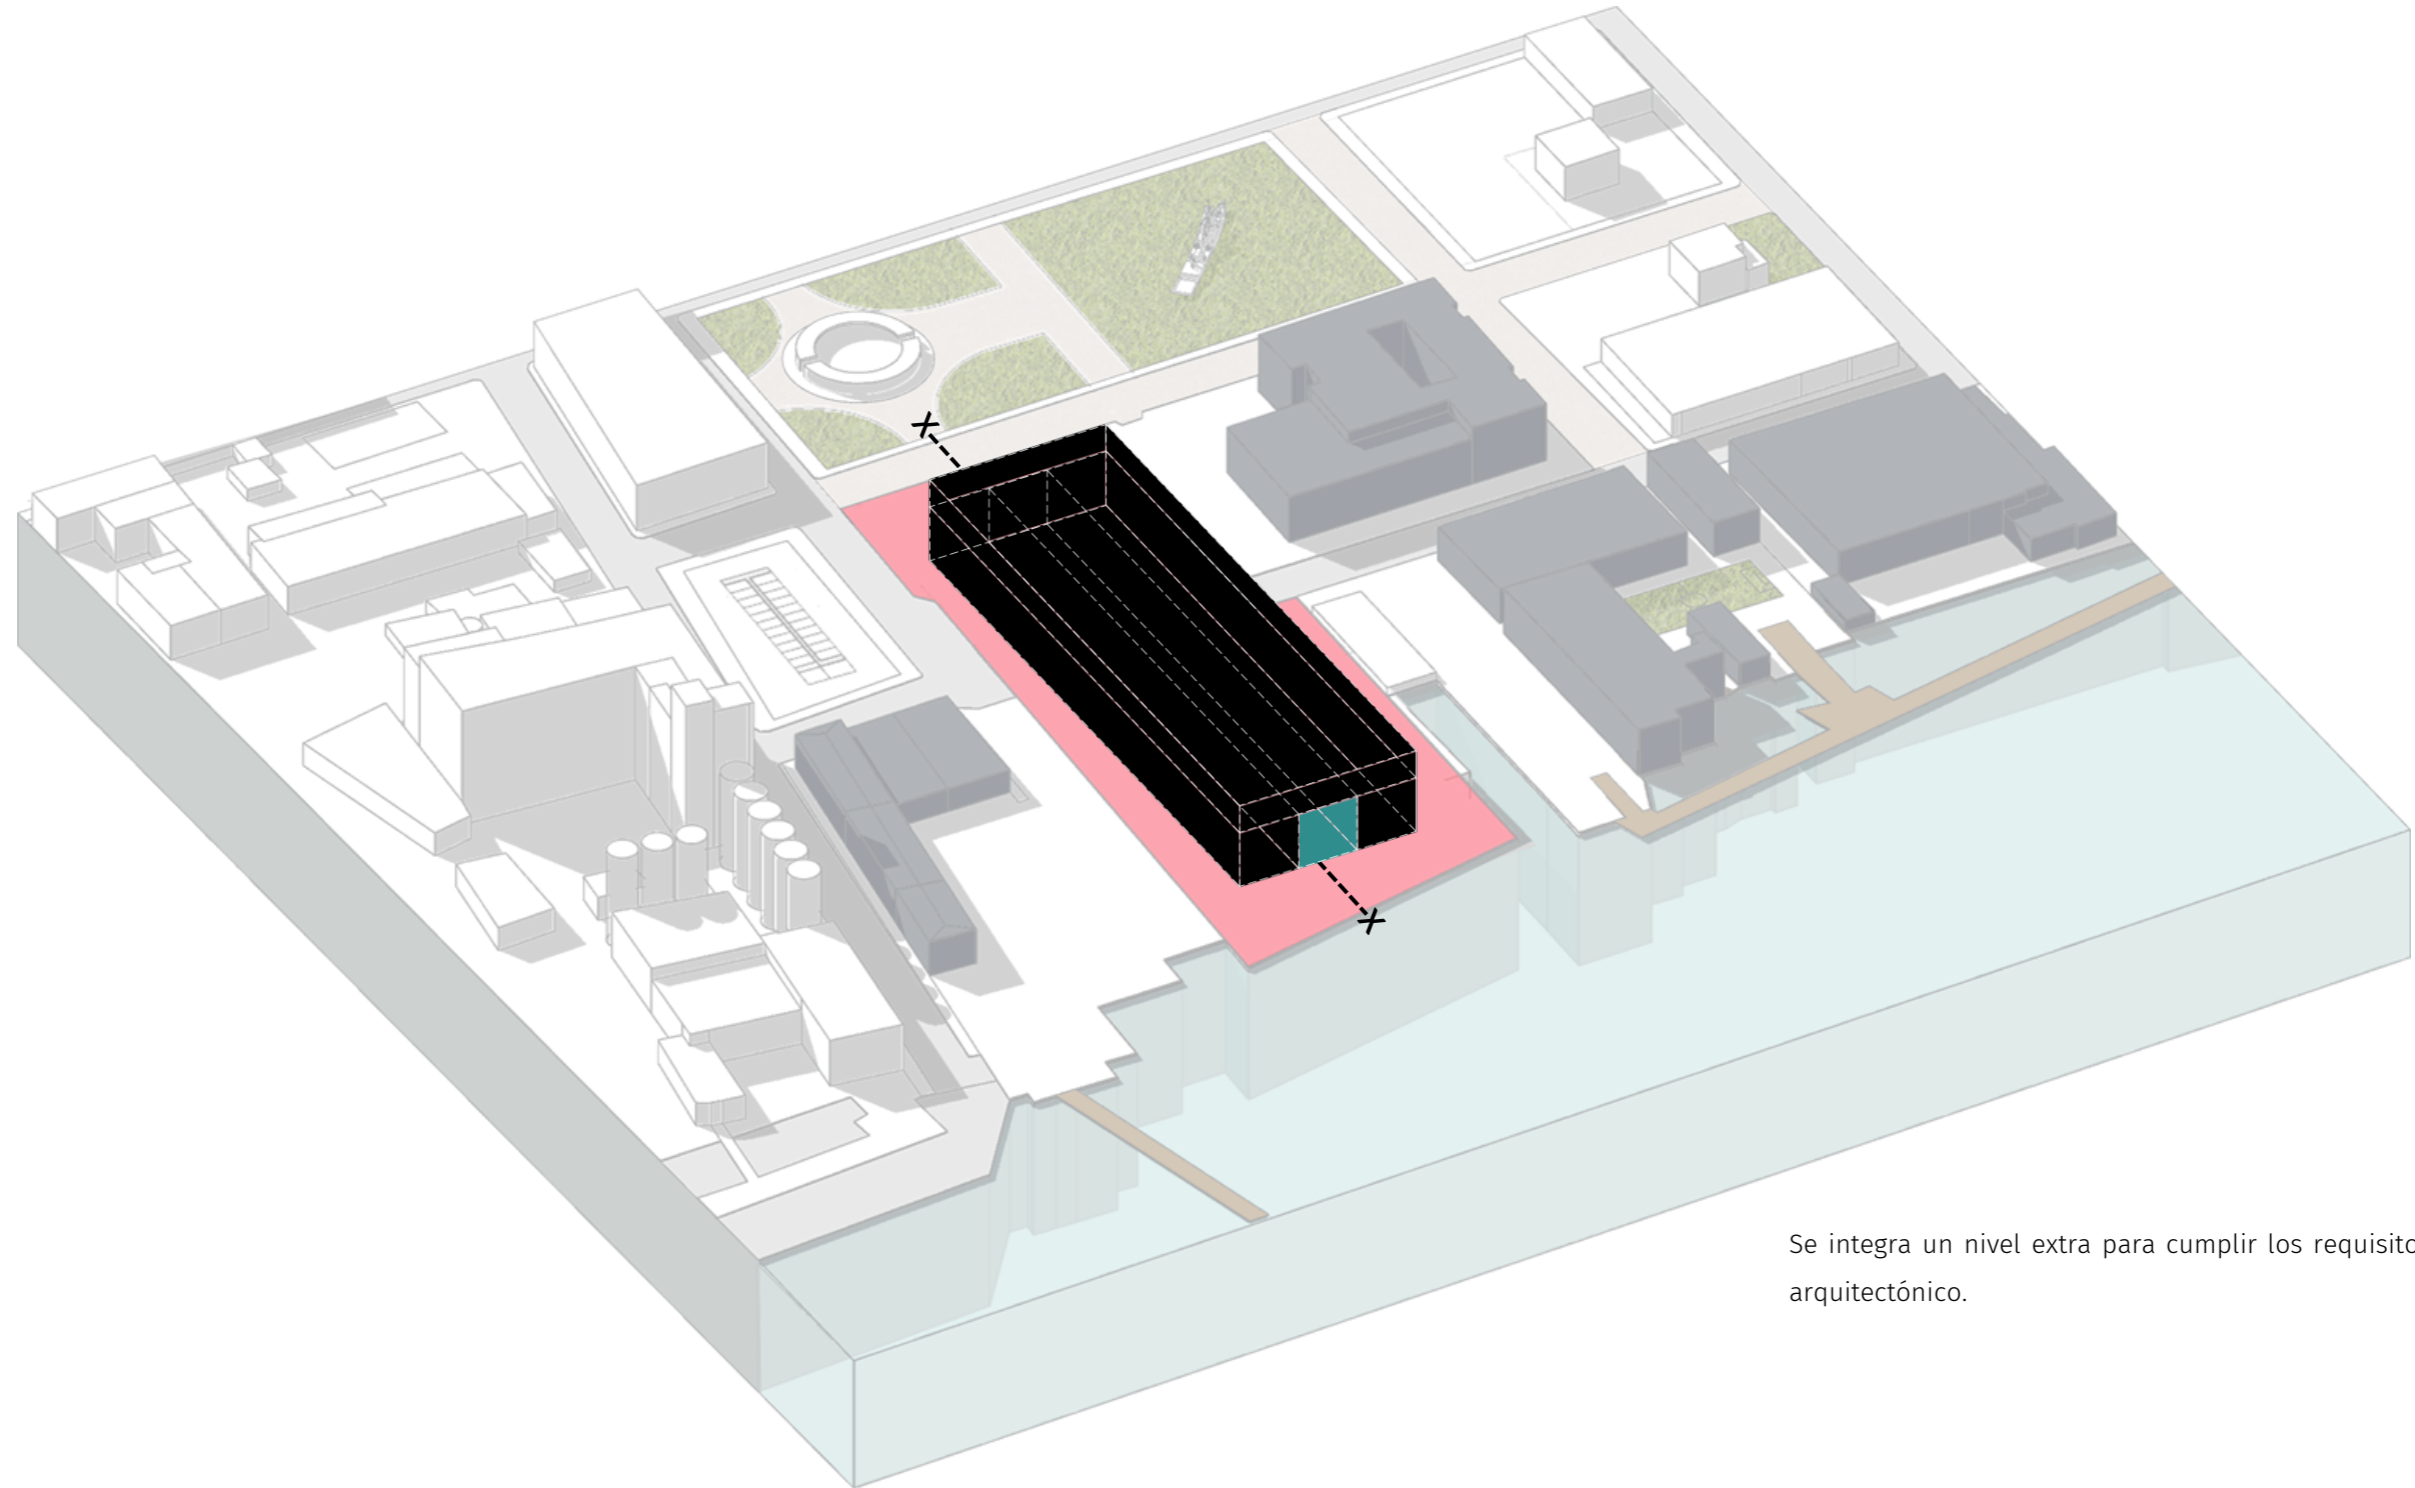 X
X
Se integra un nivel extra para cumplir los requisito
arquitectónico.